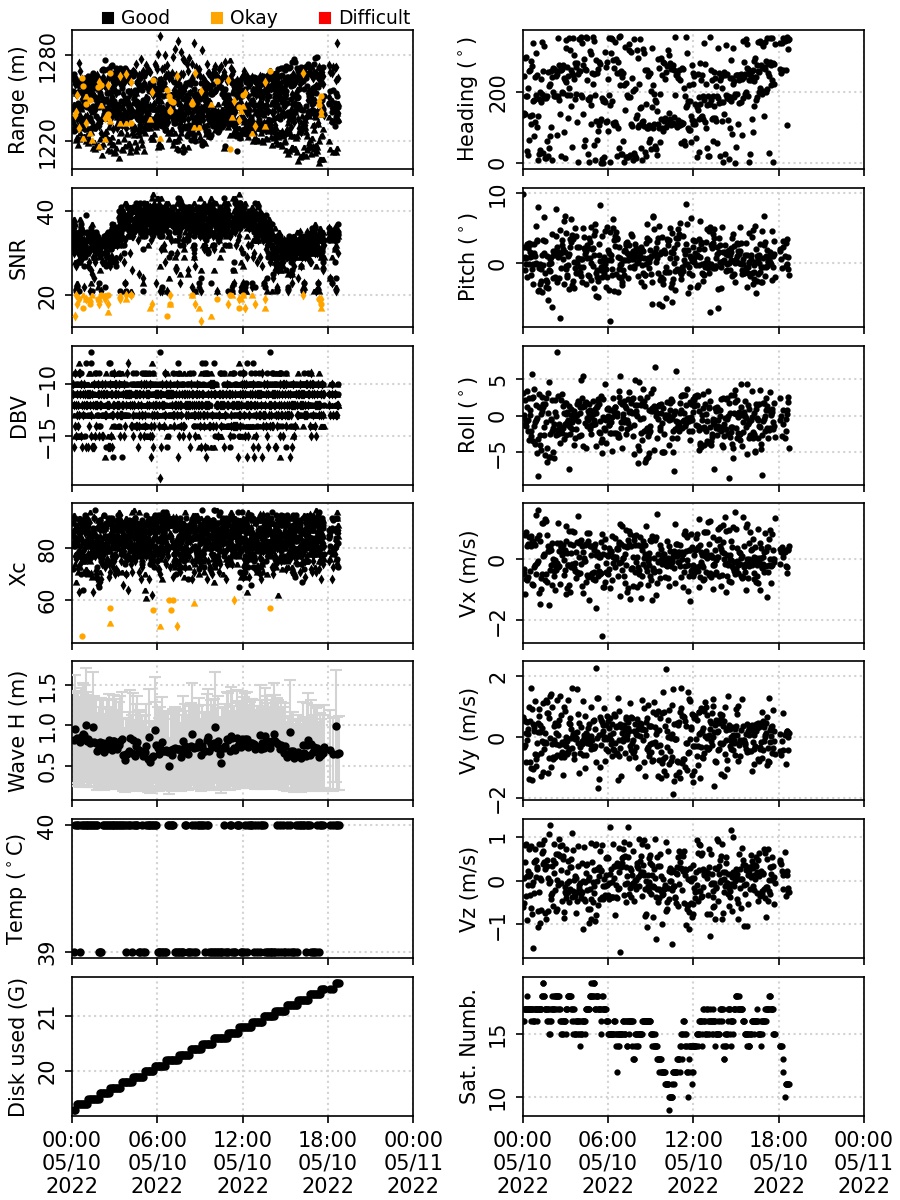 Good Okay Difficult
Range (m)
1280
1220
Heading (°)
200
0
SNR
40
20
Pitch (°)
10
0
DBV
−10
−15
Roll (°)
5
0
−5
Xc
80
60
Vx (m/s)
0
−2
Wave H (m)
1.5
1.0
0.5
Vy (m/s)
2
0
−2
Temp (°C)
40
39
Vz (m/s)
1
0
−1
Disk used (G)
21
20
Sat. Numb.
15
10
00:00 06:00 12:00 18:00 00:00
05/10 05/10 05/10 05/10 05/11
2022 2022 2022 2022 2022
00:00 06:00 12:00 18:00 00:00
05/10 05/10 05/10 05/10 05/11
2022 2022 2022 2022 2022